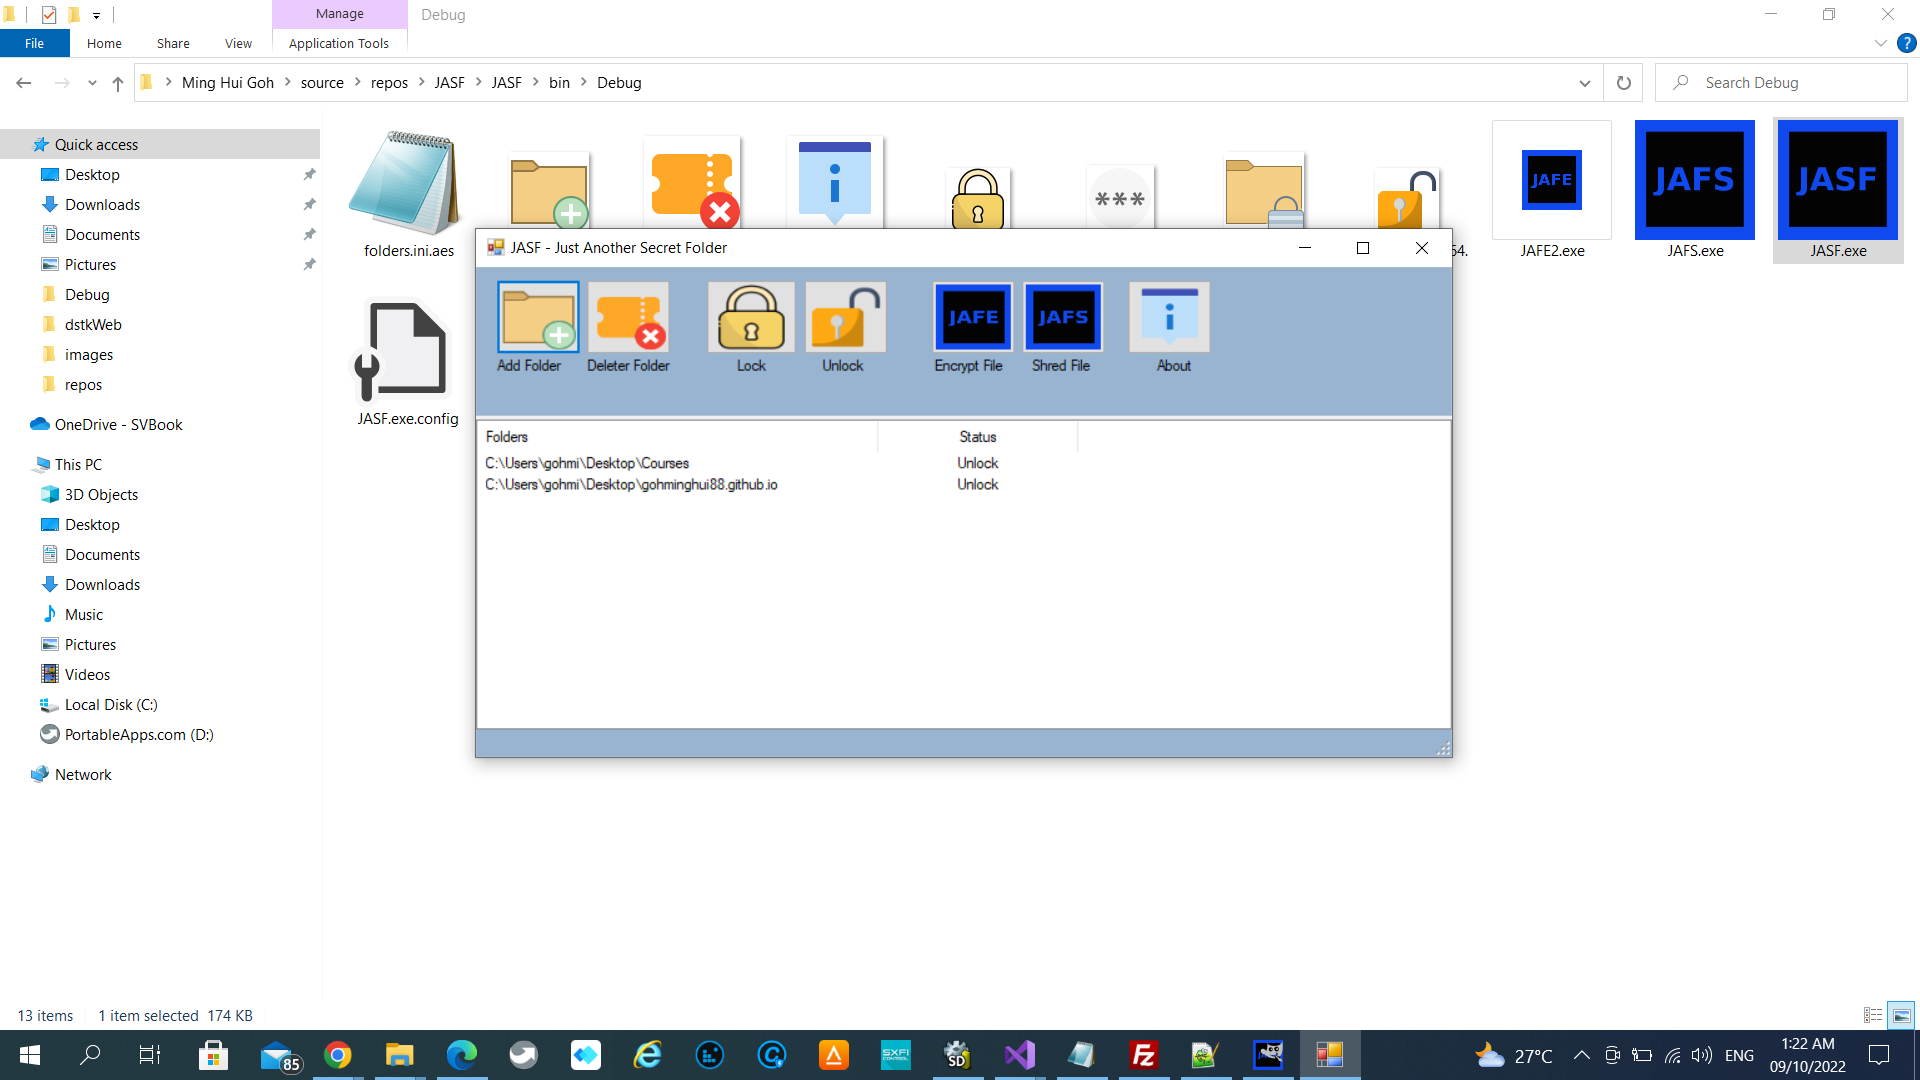 Manage
Debug
File
Home
Share
View
Application Tools
Ming Hui Goh
source
repos
JASF
JASF
bin
Debug
Search Debug
Quick access
Desktop
Downloads
Documents
Pictures
Debug
dstkWeb
images
repos
OneDrive - SVBook
This PC
3D Objects
Desktop
Documents
Downloads
Music
Pictures
Videos
Local Disk (C:)
PortableApps.com (D:)
Network
folders.ini.aes
***
JAFE
JAFS
JASF
64.
JAFE2.exe
JAFS.exe
JASF.exe
JASF.exe.config
JASF - Just Another Secret Folder
JAFE
JAFS
Add Folder
Deleter Folder
Lock
Unlock
Encrypt File
Shred File
About
Folders
Status
C:\Users\gohmi\Desktop\Courses
Unlock
C:\Users\gohmi\Desktop\gohminghui88.github.io
Unlock
13 items
1 item selected 174 KB
85
SXFI
CONTROL
SD
Fz
27°C
ENG
1:22 AM
09/10/2022